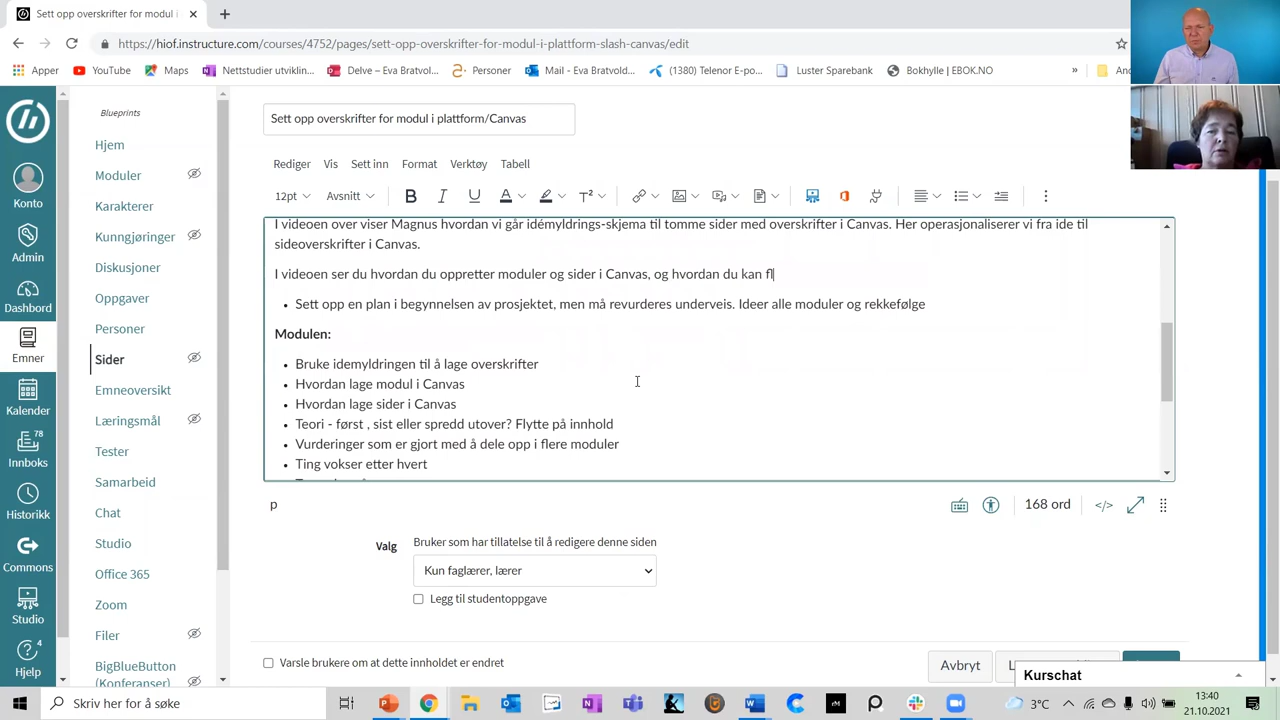 Sett opp overskrifter for modul i
https://hiof.instructure.com/courses/4752/pages/sett-opp-overskrifter-for-modul-i-plattform-slash-canvas/edit
Apper YouTube Maps Nettstudier utviklin... Delve – Eva Bratvol... Personer Mail - Eva Bratvold... (1380) Telenor E-po... Luster Sparebank Bokhylle | EBOK.NO »
Konto
Admin
Dashbord
Emner
Kalender
78
Innboks
Historikk
Commons
Studio
4
Hjelp
Blueprints
Hjem
Moduler
Karakterer
Kunngjøringer
Diskusjoner
Oppgaver
Personer
Sider
Emneoversikt
Læringsmål
Tester
Samarbeid
Chat
Studio
Office 365
Zoom
Filer
BigBlueButton
(Konferanser)
Sett opp overskrifter for modul i plattform/Canvas
Rediger Vis Sett inn Format Verktøy Tabell
12pt Avsnitt B I U A T²
I videoen over viser Magnus hvordan vi går idémyldrings-skjema til tomme sider med overskrifter i Canvas. Her operasjonaliserer vi fra ide til
sideoverskrifter i Canvas.
I videoen ser du hvordan du oppretter moduler og sider i Canvas, og hvordan du kan fl
• Sett opp en plan i begynnelsen av prosjektet, men må revurderes underveis. Ideer alle moduler og rekkefølge
Modulen:
• Bruke idemyldringen til å lage overskrifter
• Hvordan lage modul i Canvas
• Hvordan lage sider i Canvas
• Teori - først , sist eller spredd utover? Flytte på innhold
• Vurderinger som er gjort med å dele opp i flere moduler
• Ting vokser etter hvert
p
168 ord </>
Valg
Bruker som har tillatelse til å redigere denne siden
Kun faglærer, lærer
Legg til studentoppgave
Varsle brukere om at dette innholdet er endret
Avbryt
Kurschat
Skriv her for å søke
3°C
13:40
21.10.2021